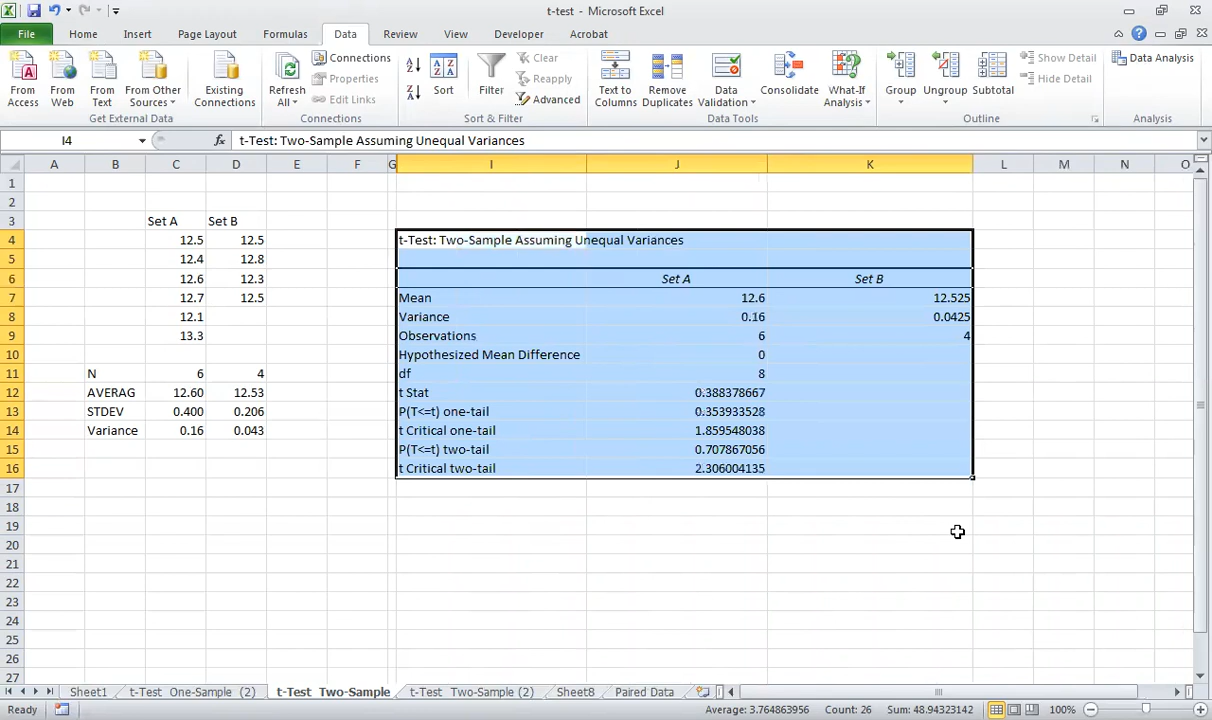 t-test - Microsoft Excel
File Home Insert Page Layout Formulas Data Review View Developer Acrobat
From Access
From Web
From Text
From Other Sources
Existing Connections
Get External Data
Refresh All
Connections
Properties
Edit Links
Connections
A Z
Z A
Sort
Filter
Clear
Reapply
Advanced
Sort & Filter
Text to Columns
Remove Duplicates
Data Validation
Consolidate
What-If Analysis
Data Tools
Group
Ungroup
Subtotal
Show Detail
Hide Detail
Outline
Data Analysis
Analysis
I4 fx t-Test: Two-Sample Assuming Unequal Variances
A B C D E F G I J K L M N O
1
2
3 Set A Set B
4 12.5 12.5 t-Test: Two-Sample Assuming Unequal Variances
5 12.4 12.8
6 12.6 12.3 Set A Set B
7 12.7 12.5 Mean 12.6 12.525
8 12.1 Variance 0.16 0.0425
9 13.3 Observations 6 4
10 Hypothesized Mean Difference 0
11 N 6 4 df 8
12 AVERAG 12.60 12.53 t Stat 0.388378667
13 STDEV 0.400 0.206 P(T<=t) one-tail 0.353933528
14 Variance 0.16 0.043 t Critical one-tail 1.859548038
15 P(T<=t) two-tail 0.707867056
16 t Critical two-tail 2.306004135
17
18
19
20
21
22
23
24
25
26
27
Sheet1 t-Test_One-Sample (2) t-Test_Two-Sample t-Test_Two-Sample (2) Sheet8 Paired Data
Average: 3.764863956 Count: 26 Sum: 48.94323142 100%